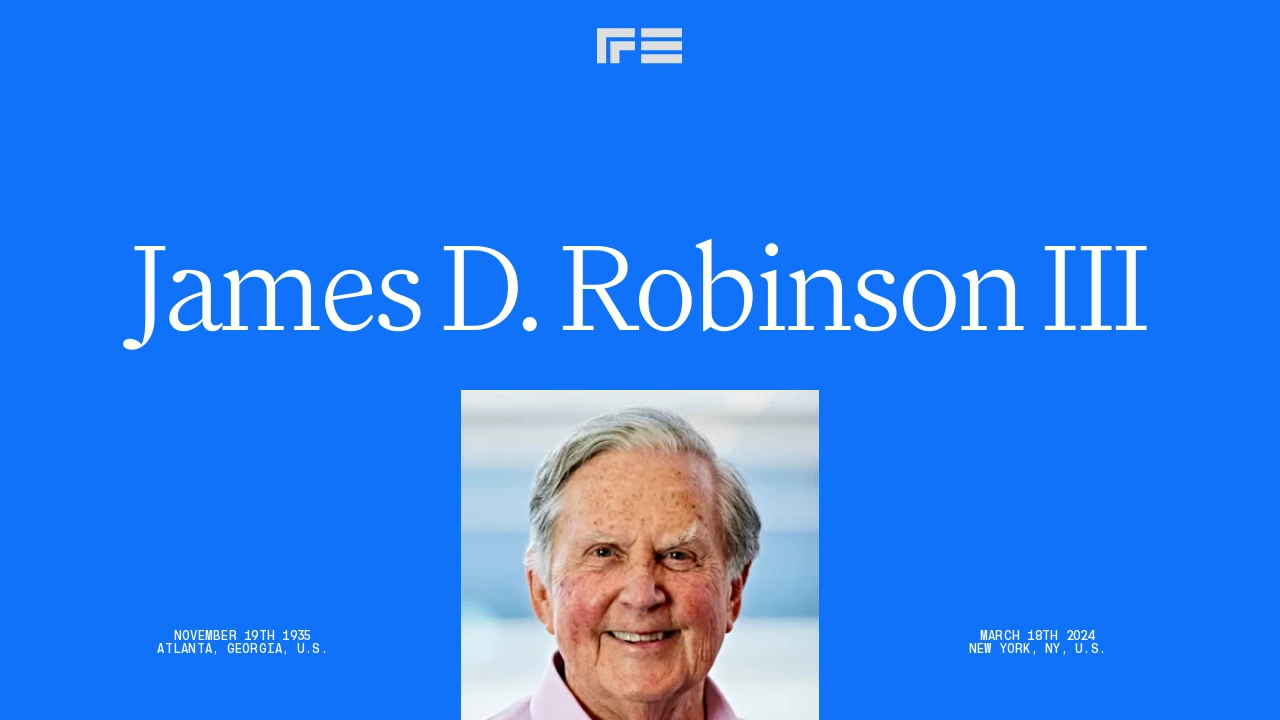 James D. Robinson III
NOVEMBER 19TH 1935
ATLANTA, GEORGIA, U.S.
MARCH 18TH 2024
NEW YORK, NY, U.S.